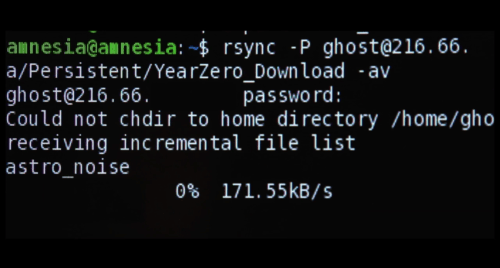 amnesia@amnesia:~$ rsync -P ghost@216.66.
a/Persistent/YearZero_Download -av
ghost@216.66. password:
Could not chdir to home directory /home/gho
receiving incremental file list
astro_noise
0% 171.55kB/s